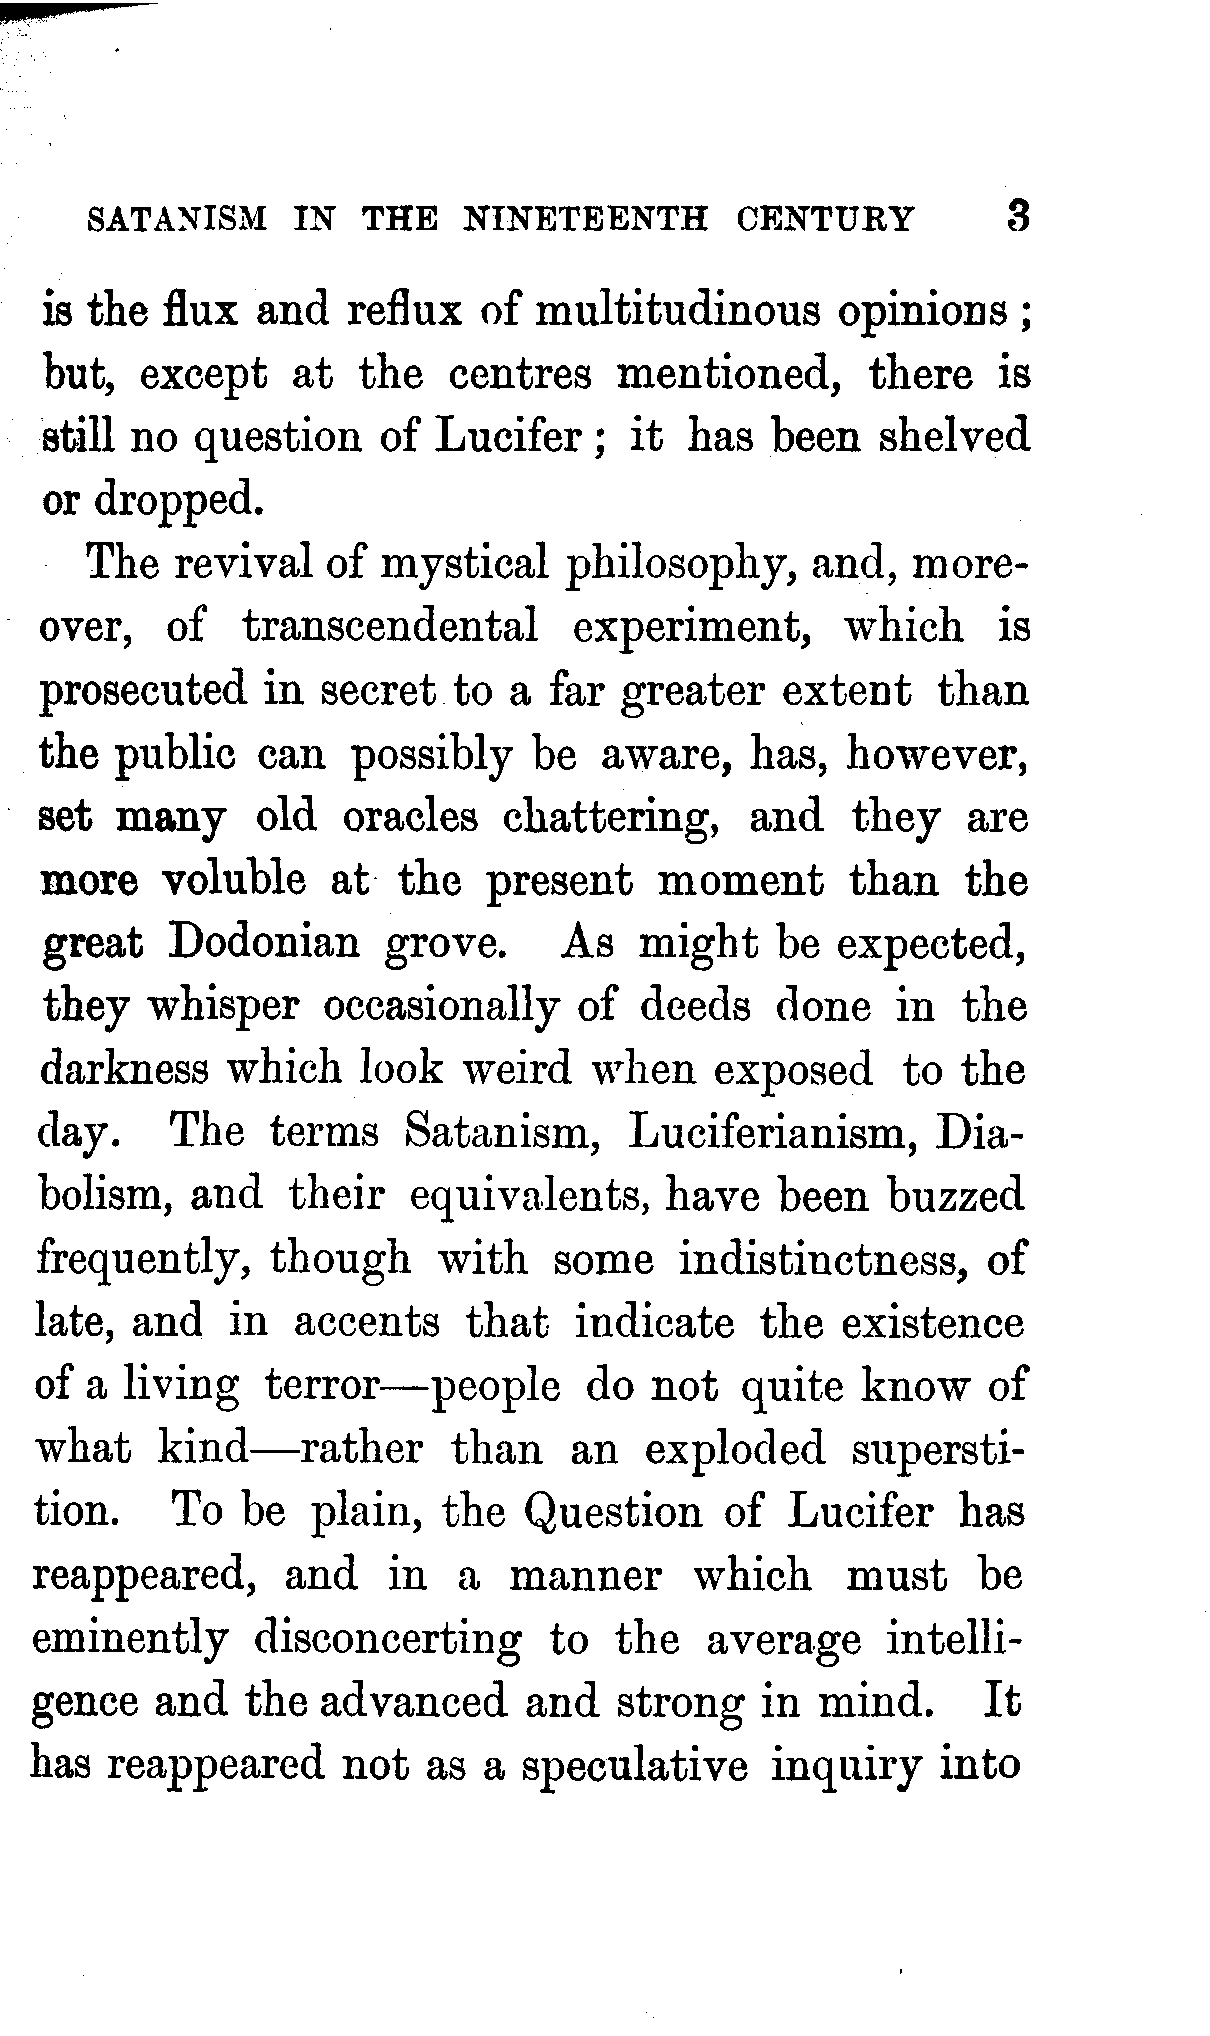 SATANISM IN THE NINETEENTH CENTURY 3
is the flux and reflux of multitudinous opinions ;
but, except at the centres mentioned, there is
still no question of Lucifer ; it has been shelved
or dropped.
The revival of mystical philosophy, and, more-
over, of transcendental experiment, which is
prosecuted in secret to a far greater extent than
the public can possibly be aware, has, however,
set many old oracles chattering, and they are
more voluble at the present moment than the
great Dodonian grove. As might be expected,
they whisper occasionally of deeds done in the
darkness which look weird when exposed to the
day. The terms Satanism, Luciferianism, Dia-
bolism, and their equivalents, have been buzzed
frequently, though with some indistinctness, of
late, and in accents that indicate the existence
of a living terror—people do not quite know of
what kind—rather than an exploded supersti-
tion. To be plain, the Question of Lucifer has
reappeared, and in a manner which must be
eminently disconcerting to the average intelli-
gence and the advanced and strong in mind. It
has reappeared not as a speculative inquiry into